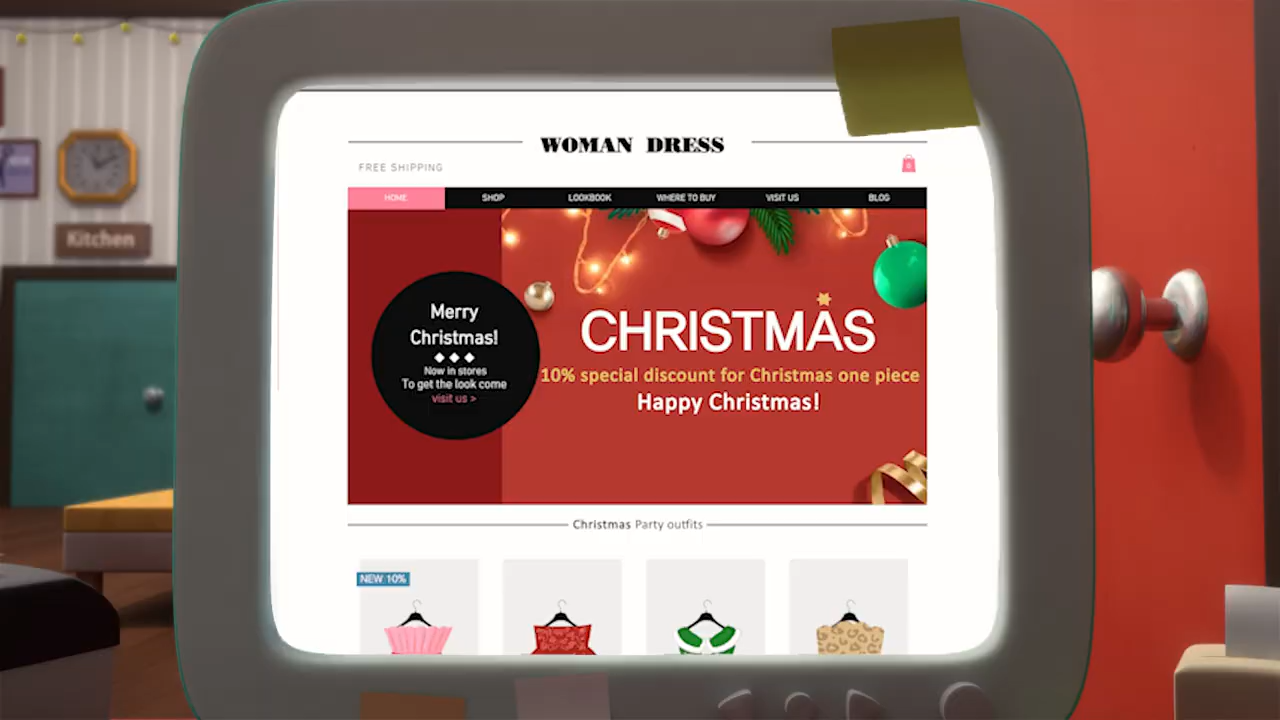 WOMAN DRESS
FREE SHIPPING
0
HOME SHOP LOOKBOOK WHERE TO BUY VISIT US BLOG
Merry
Christmas!
Now in stores
To get the look come
visit us >
CHRISTMAS
10% special discount for Christmas one piece
Happy Christmas!
Christmas Party outfits
NEW 10%
Kitchen